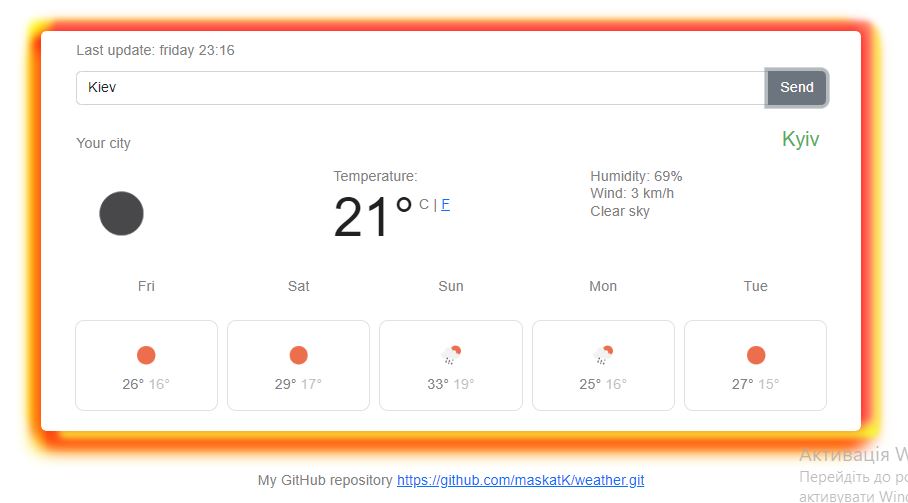 Last update: friday 23:16
Kiev
Send
Your city
Kyiv
Temperature:
21° C | F
Humidity: 69%
Wind: 3 km/h
Clear sky
Fri Sat Sun Mon Tue
26° 16° 29° 17° 33° 19° 25° 16° 27° 15°
My GitHub repository https://github.com/maskatK/weather.git
Активація W
Перейдіть до
активувати